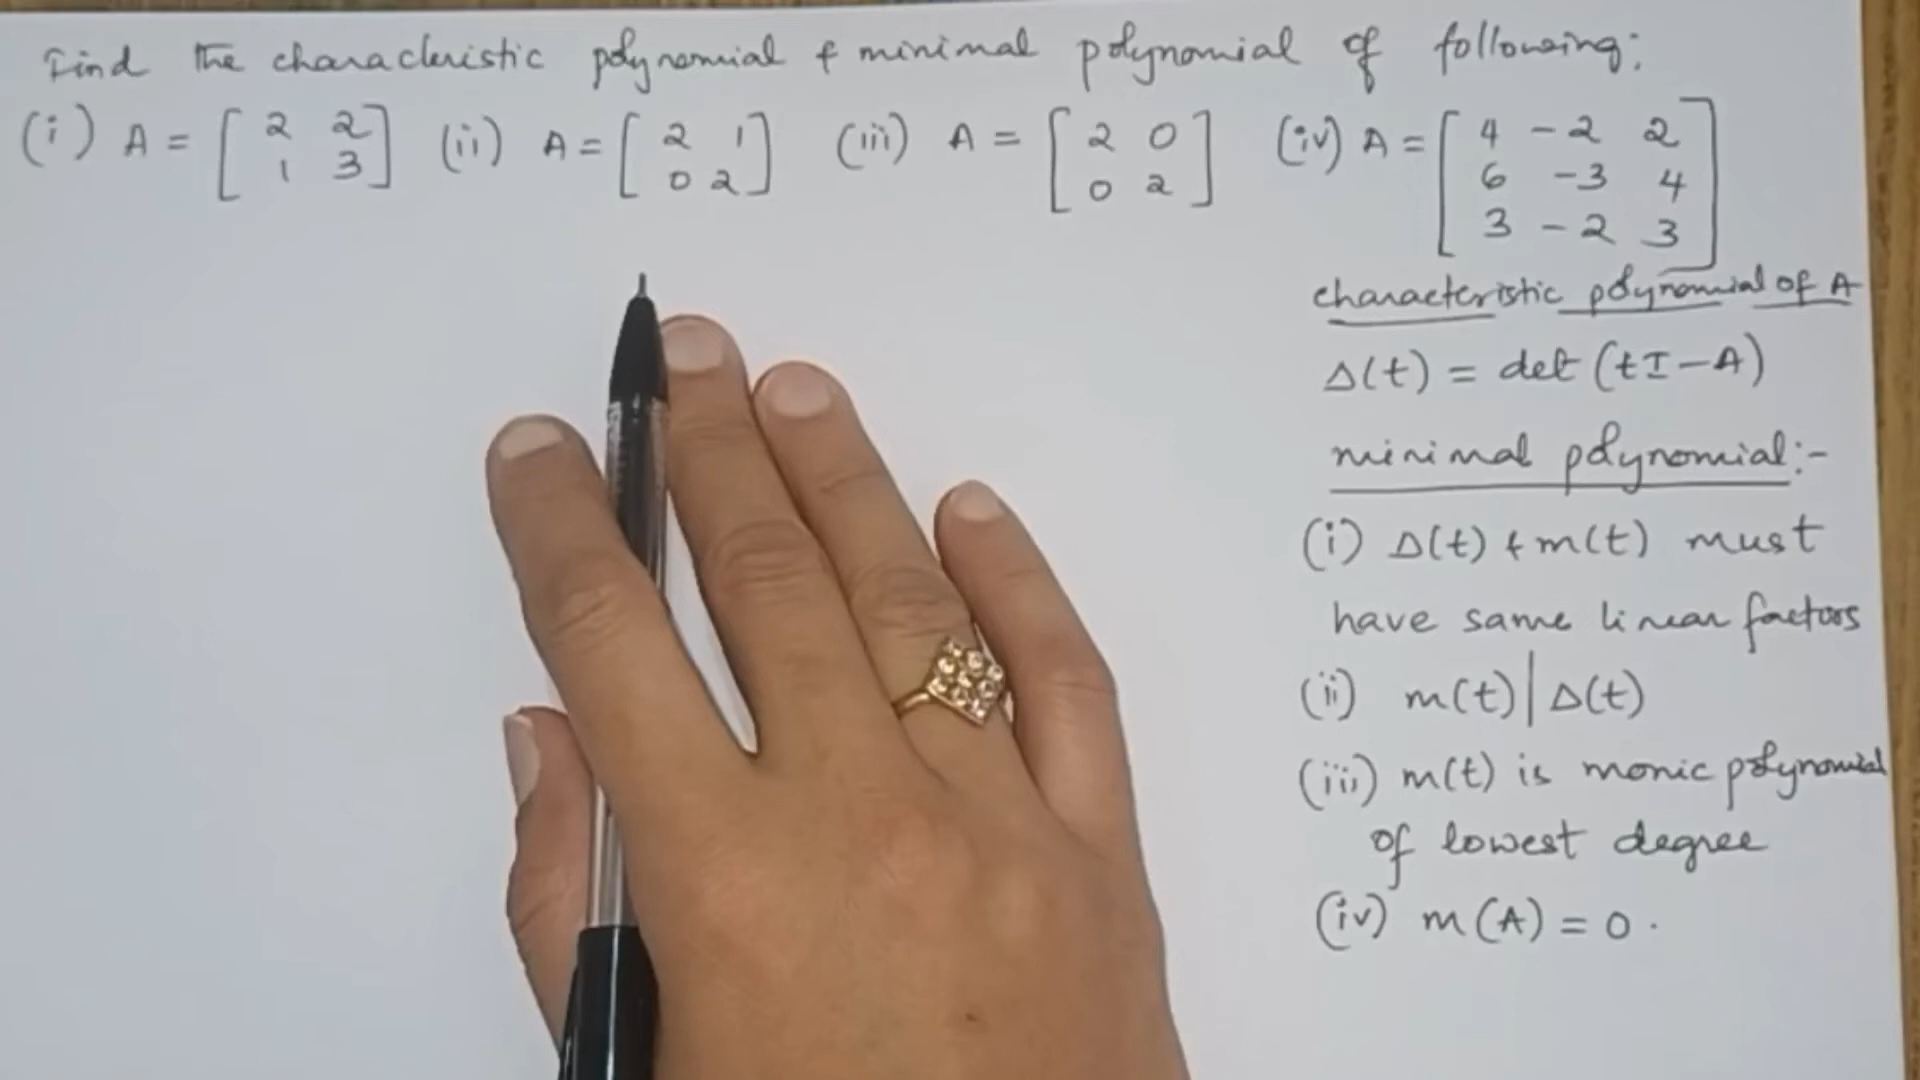 Find the characteristic polynomial & minimal polynomial of following:
(i) A = [ 2 2 (ii) A = [ 2 1 (iii) A = [ 2 0 (iv) A = [ 4 -2 2
1 3 ] 0 2 ] 0 2 ] 6 -3 4
3 -2 3 ]
characteristic polynomial of A
Δ(t) = det (tI - A)
minimal polynomial:-
(i) Δ(t) & m(t) must
have same linear factors
(ii) m(t) | Δ(t)
(iii) m(t) is monic polynomial
of lowest degree
(iv) m(A) = 0.